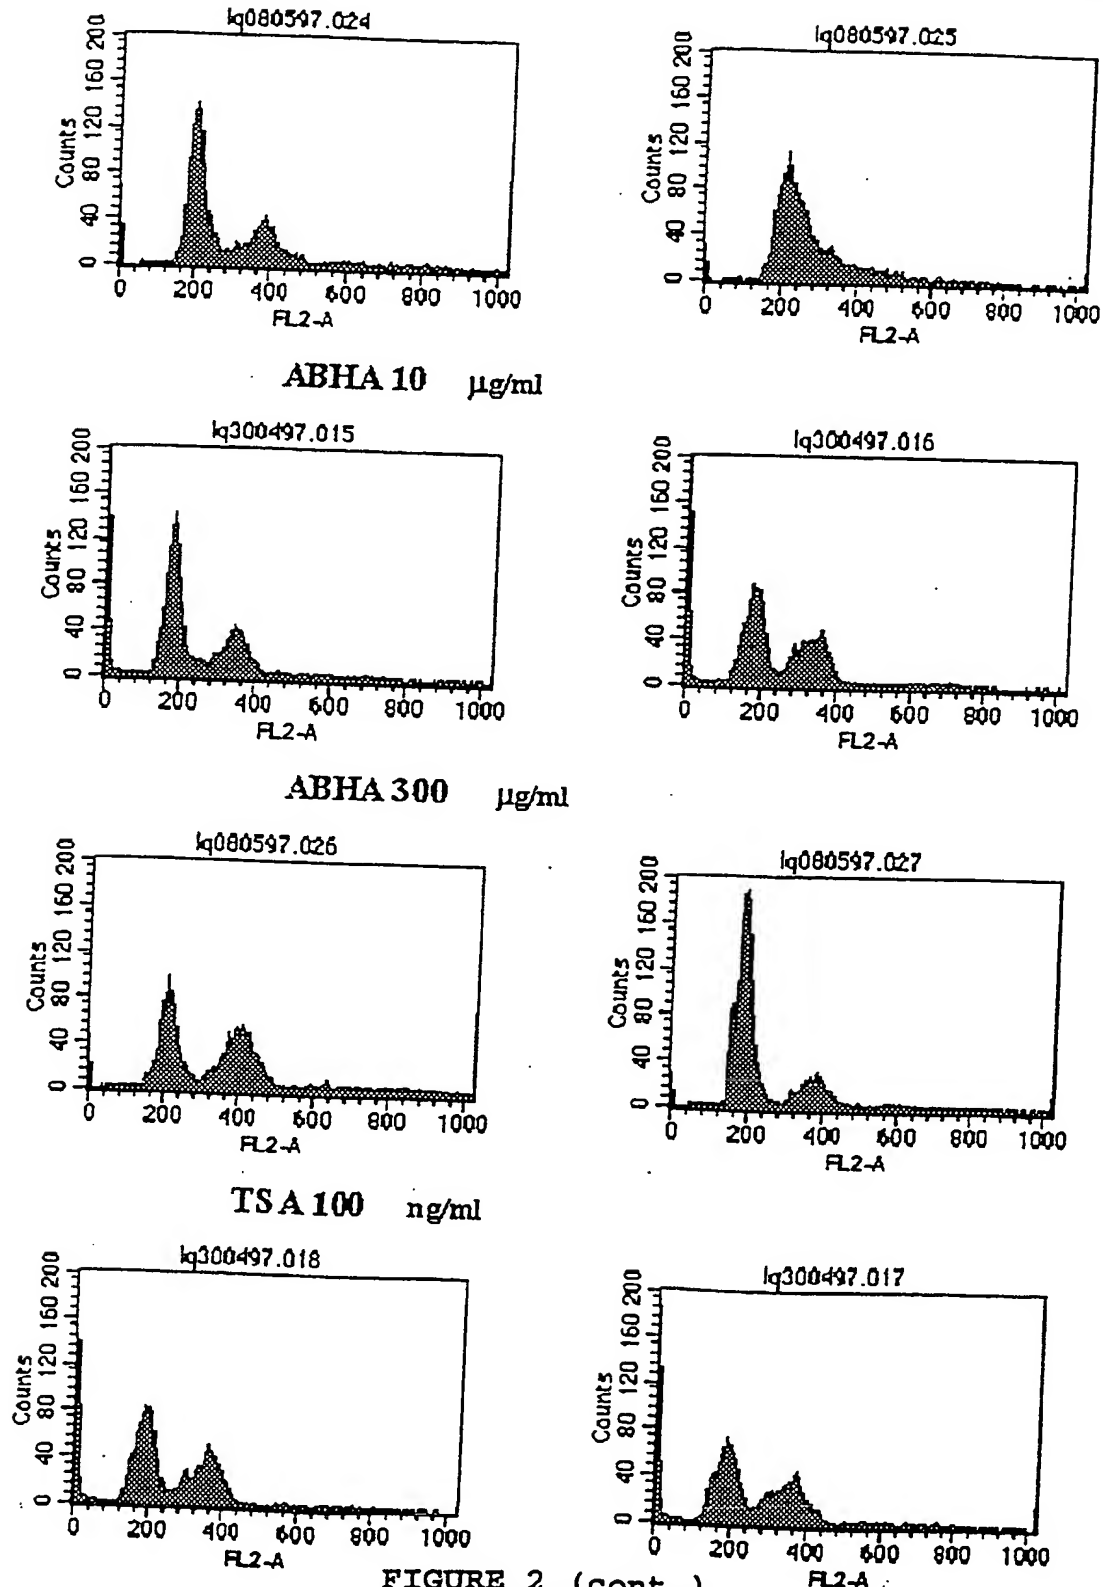 lq080597.024
lq080597.025
Counts
0 40 80 120 160 200
0 200 400 600 800 1000
FL2-A
Counts
0 40 80 120 160 200
0 200 400 600 800 1000
FL2-A
ABHA 10 µg/ml
lq300497.015
lq300497.016
Counts
0 40 80 120 160 200
0 200 400 600 800 1000
FL2-A
Counts
0 40 80 120 160 200
0 200 400 600 800 1000
FL2-A
ABHA 300 µg/ml
lq080597.026
lq080597.027
Counts
0 40 80 120 160 200
0 200 400 600 800 1000
FL2-A
Counts
0 40 80 120 160 200
0 200 400 600 800 1000
FL2-A
TSA 100 ng/ml
lq300497.018
lq300497.017
Counts
0 40 80 120 160 200
0 200 400 600 800 1000
FL2-A
Counts
0 40 80 120 160 200
0 200 400 600 800 1000
FL2-A
FIGURE 2 (cont.)